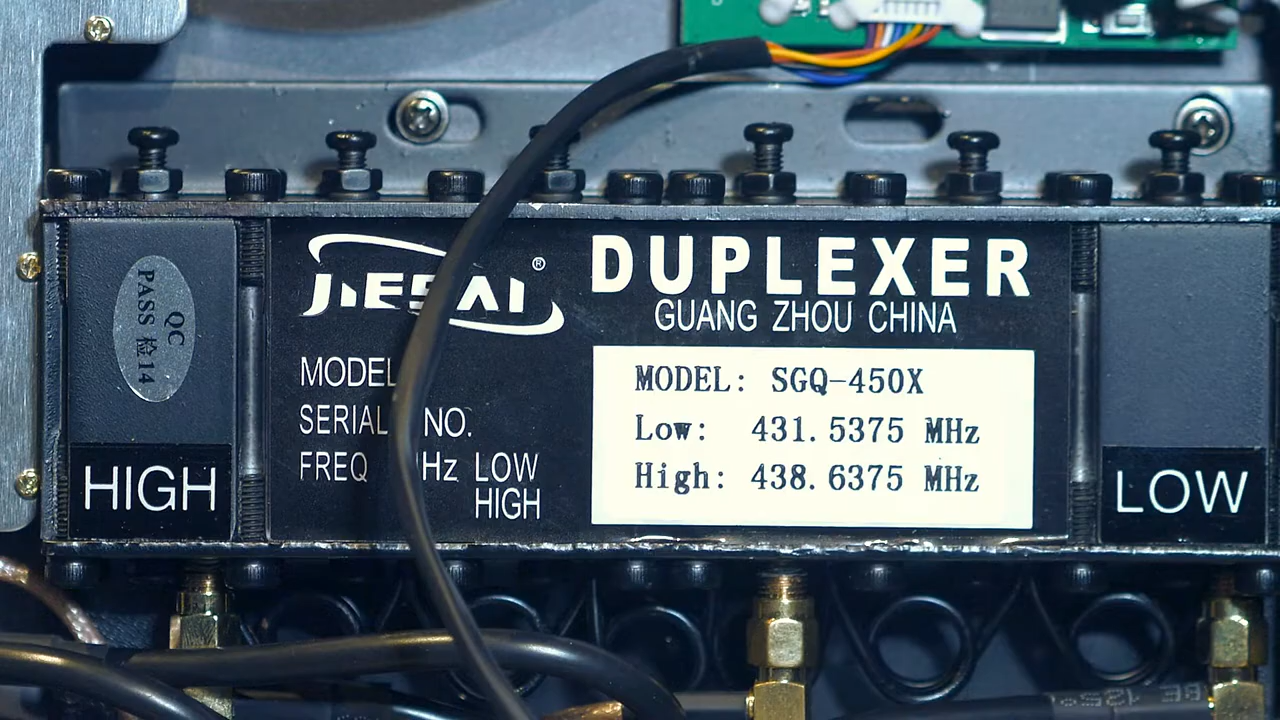 QC
PASS 检14
HIGH
JIESAI®
MODEL
SERIAL NO.
FREQ Hz LOW
HIGH
DUPLEXER
GUANG ZHOU CHINA
MODEL: SGQ-450X
Low: 431.5375 MHz
High: 438.6375 MHz
LOW